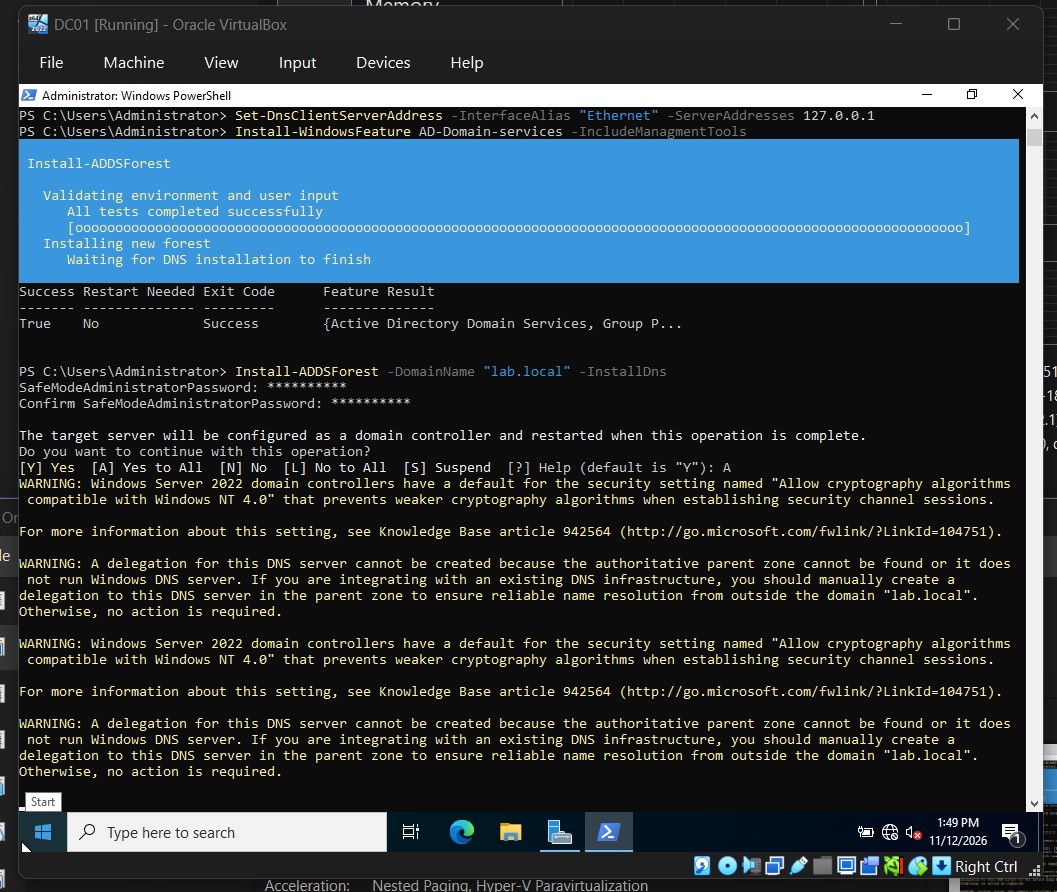 Memory
DC01 [Running] - Oracle VirtualBox
File Machine View Input Devices Help
Administrator: Windows PowerShell
PS C:\Users\Administrator> Set-DnsClientServerAddress -InterfaceAlias "Ethernet" -ServerAddresses 127.0.0.1
PS C:\Users\Administrator> Install-WindowsFeature AD-Domain-services -IncludeManagmentTools
Install-ADDSForest
Validating environment and user input
All tests completed successfully
[ooooooooooooooooooooooooooooooooooooooooooooooooooooooooooooooooooooooooooooooooooooooooooooooooooooooooooooooo]
Installing new forest
Waiting for DNS installation to finish
Success Restart Needed Exit Code      Feature Result
------- -------------- ---------      --------------
True    No             Success        {Active Directory Domain Services, Group P...
PS C:\Users\Administrator> Install-ADDSForest -DomainName "lab.local" -InstallDns
SafeModeAdministratorPassword: **********
Confirm SafeModeAdministratorPassword: **********
The target server will be configured as a domain controller and restarted when this operation is complete.
Do you want to continue with this operation?
[Y] Yes  [A] Yes to All  [N] No  [L] No to All  [S] Suspend  [?] Help (default is "Y"): A
WARNING: Windows Server 2022 domain controllers have a default for the security setting named "Allow cryptography algorithms
compatible with Windows NT 4.0" that prevents weaker cryptography algorithms when establishing security channel sessions.
For more information about this setting, see Knowledge Base article 942564 (http://go.microsoft.com/fwlink/?LinkId=104751).
WARNING: A delegation for this DNS server cannot be created because the authoritative parent zone cannot be found or it does
not run Windows DNS server. If you are integrating with an existing DNS infrastructure, you should manually create a
delegation to this DNS server in the parent zone to ensure reliable name resolution from outside the domain "lab.local".
Otherwise, no action is required.
WARNING: Windows Server 2022 domain controllers have a default for the security setting named "Allow cryptography algorithms
compatible with Windows NT 4.0" that prevents weaker cryptography algorithms when establishing security channel sessions.
For more information about this setting, see Knowledge Base article 942564 (http://go.microsoft.com/fwlink/?LinkId=104751).
WARNING: A delegation for this DNS server cannot be created because the authoritative parent zone cannot be found or it does
not run Windows DNS server. If you are integrating with an existing DNS infrastructure, you should manually create a
delegation to this DNS server in the parent zone to ensure reliable name resolution from outside the domain "lab.local".
Otherwise, no action is required.
Start
Type here to search
1:49 PM
11/12/2026
1
Right Ctrl
Acceleration: Nested Paging, Hyper-V Paravirtualization